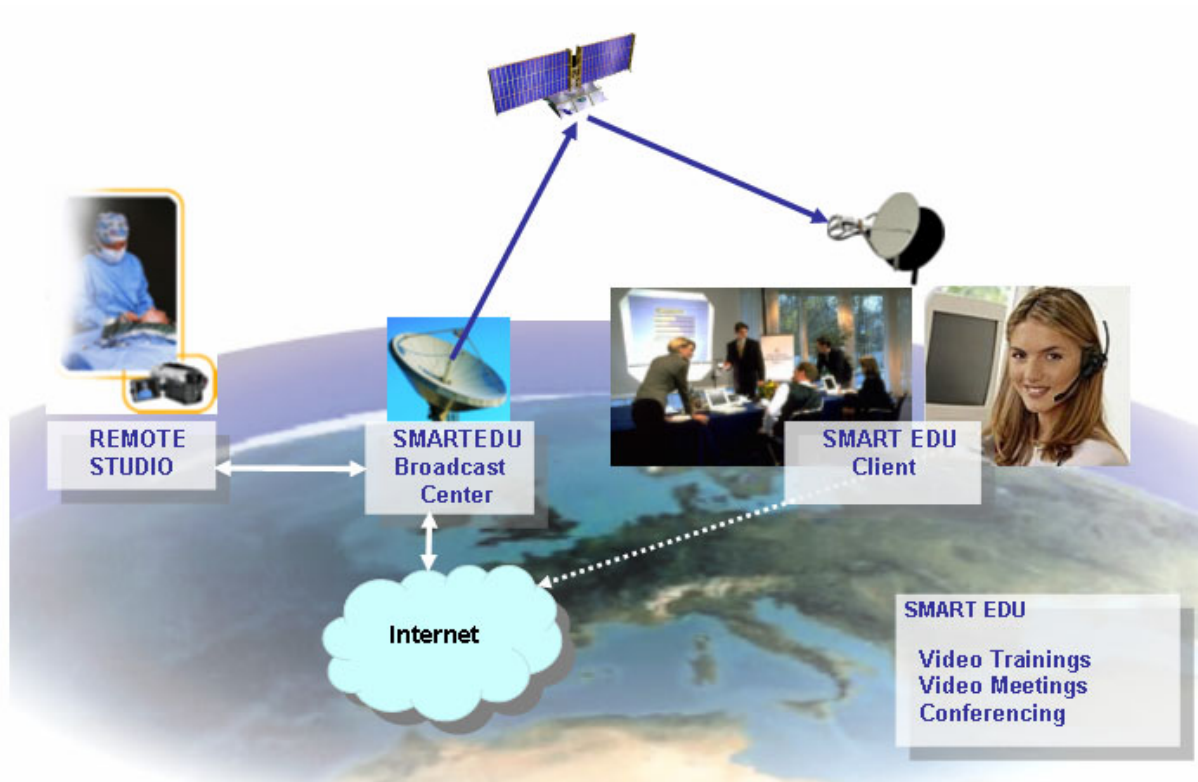 REMOTE
STUDIO
SMARTEDU
Broadcast
Center
SMART EDU
Client
Internet
SMART EDU
Video Trainings
Video Meetings
Conferencing